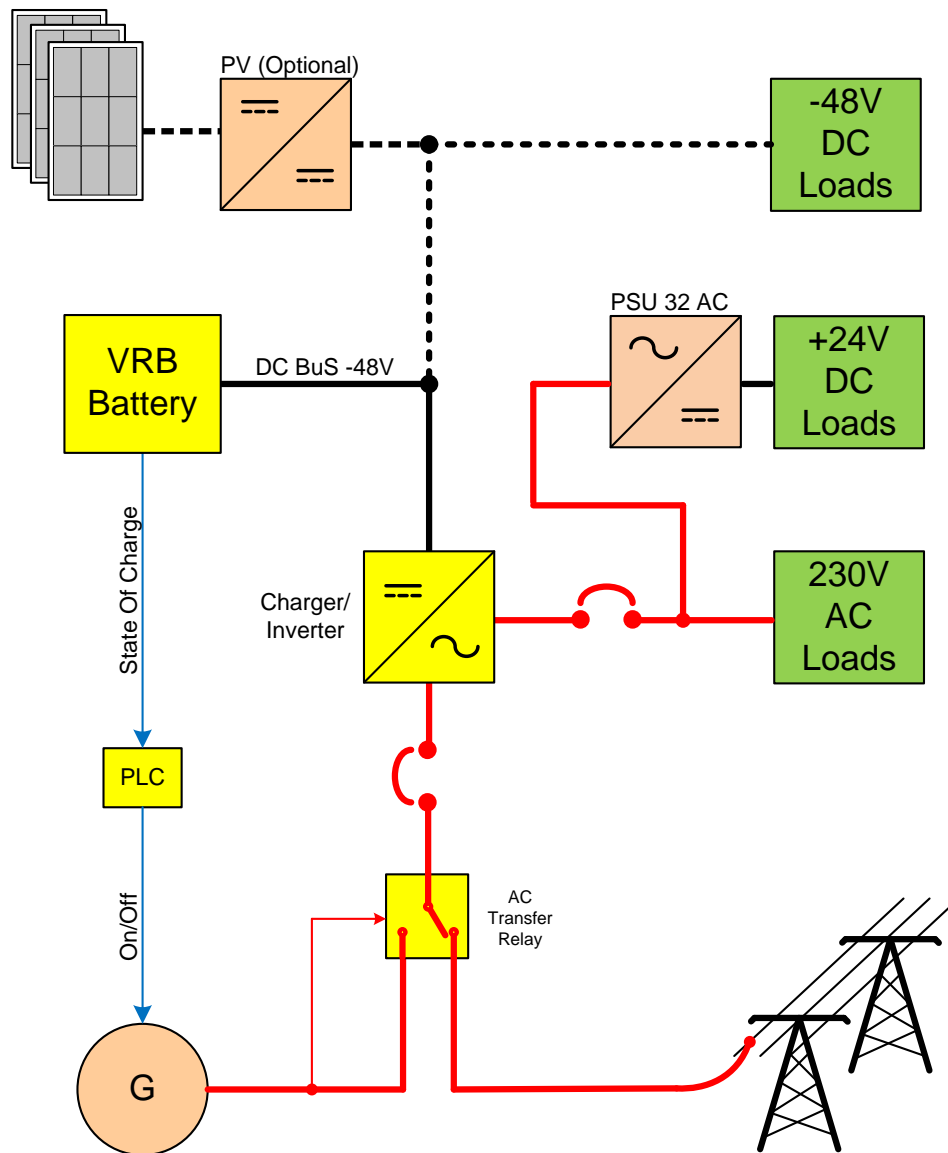 PV (Optional)
-48V
DC
Loads
PSU 32 AC
VRB
Battery
DC BuS -48V
+24V
DC
Loads
State Of Charge
Charger/
Inverter
230V
AC
Loads
PLC
On/Off
AC
Transfer
Relay
G